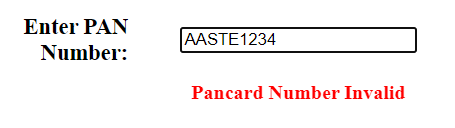 Enter PAN
Number:
AASTE1234
Pancard Number Invalid